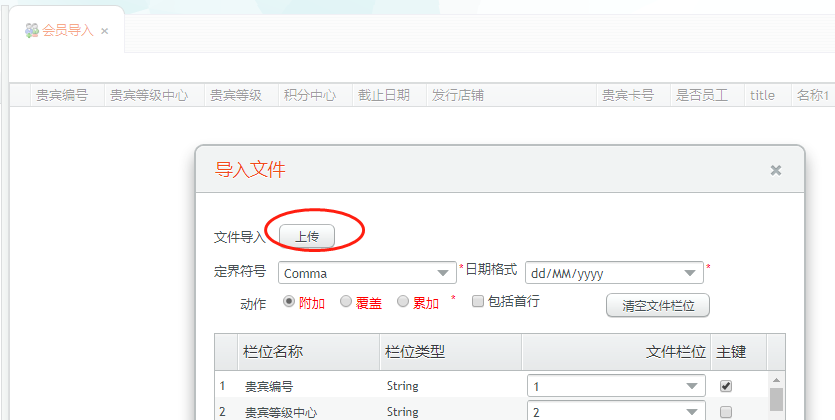 会员导入
贵宾编号 贵宾等级中心 贵宾等级 积分中心 截止日期 发行店铺 贵宾卡号 是否员工 title 名称1
导入文件
文件导入 上传
定界符号 Comma * 日期格式 dd/MM/yyyy *
动作 附加 覆盖 累加 * 包括首行 清空文件栏位
栏位名称 栏位类型 文件栏位 主键
1 贵宾编号 String 1
2 贵宾等级中心 String 2